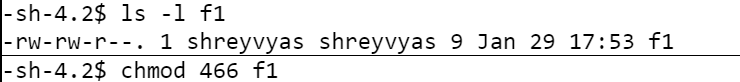 -sh-4.2$ ls -l f1
-rw-rw-r--. 1 shreyvyas shreyvyas 9 Jan 29 17:53 f1
-sh-4.2$ chmod 466 f1